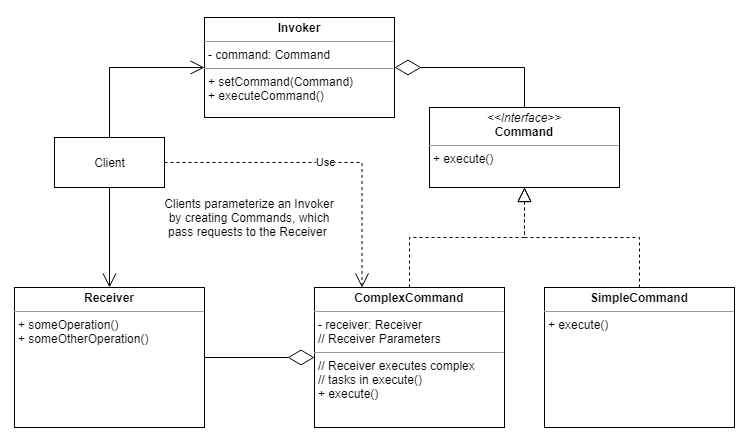 Invoker
- command: Command
+ setCommand(Command)
+ executeCommand()
<<Interface>>
Command
+ execute()
Client
Use
Clients parameterize an Invoker
by creating Commands, which
pass requests to the Receiver
Receiver
+ someOperation()
+ someOtherOperation()
ComplexCommand
- receiver: Receiver
// Receiver Parameters
// Receiver executes complex
// tasks in execute()
+ execute()
SimpleCommand
+ execute()